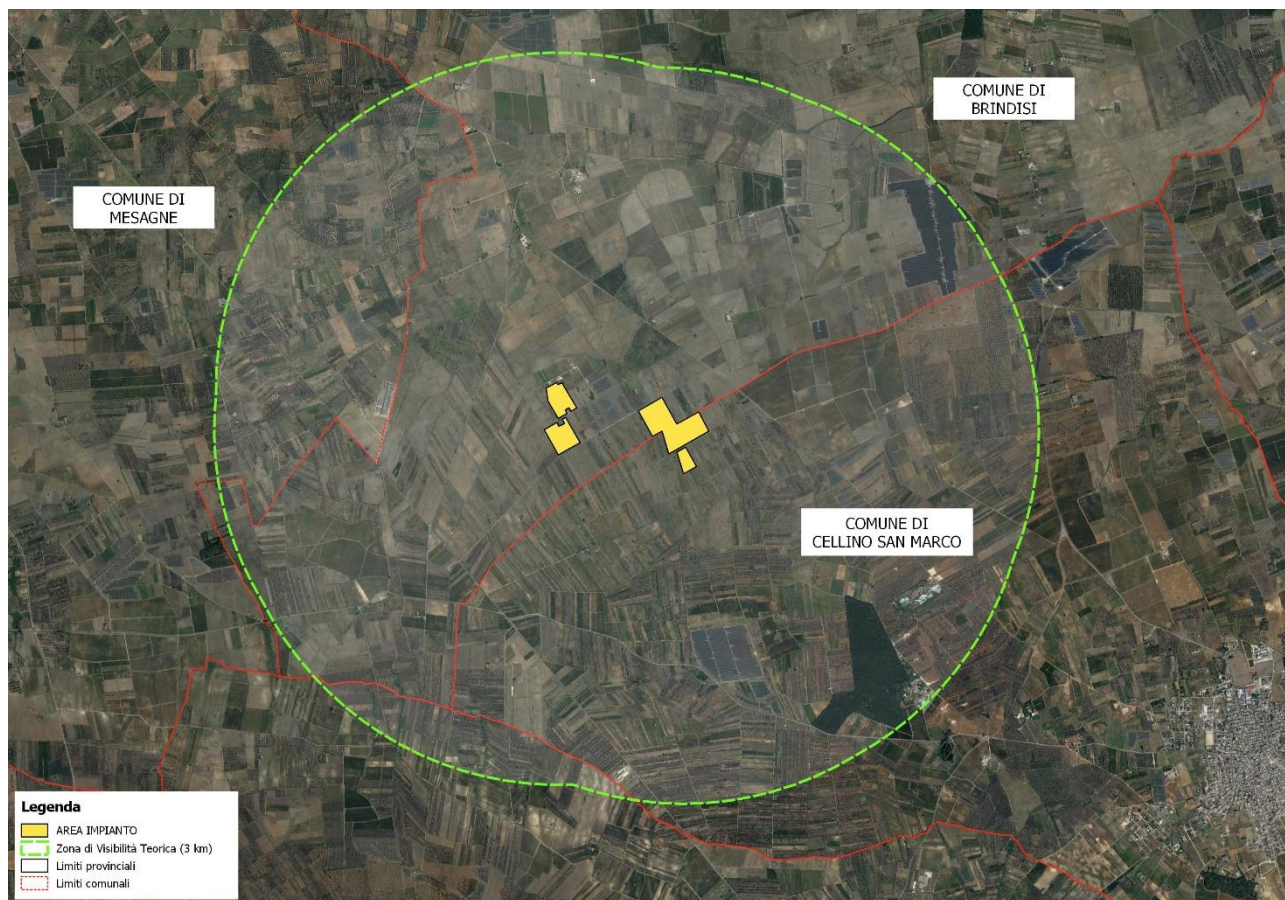 COMUNE DI
BRINDISI
COMUNE DI
MESAGNE
COMUNE DI
CELLINO SAN MARCO
Legenda
AREA IMPIANTO
Zona di Visibilità Teorica (3 km)
Limiti provinciali
Limiti comunali